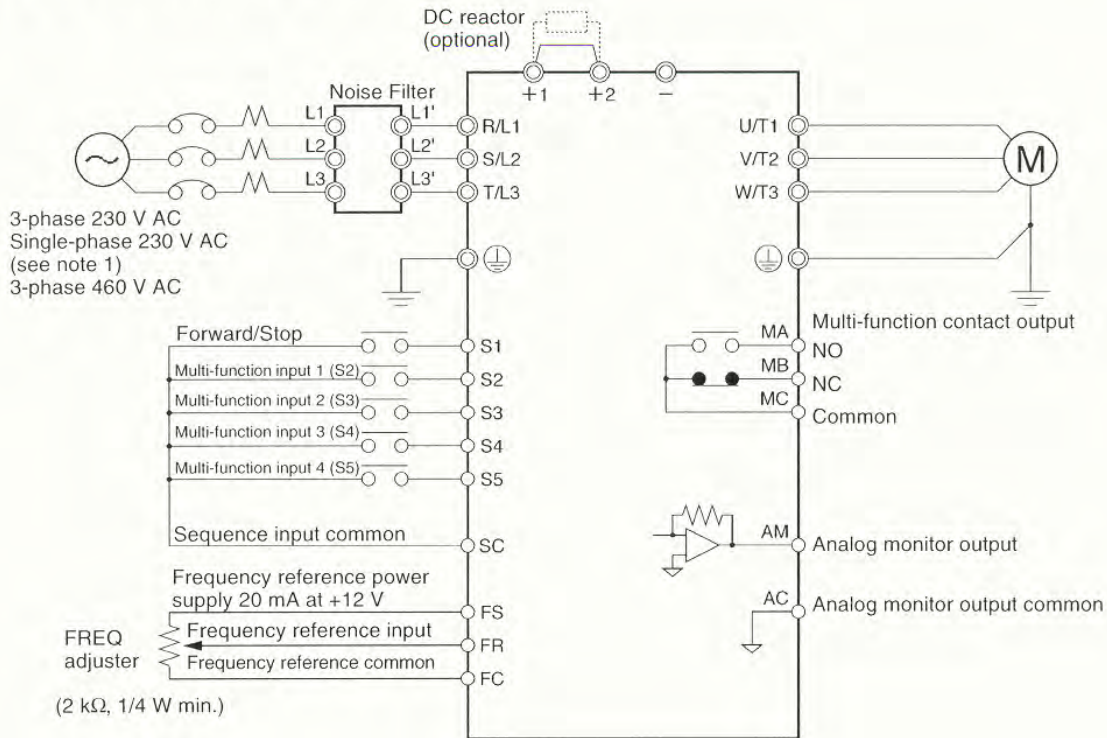 DC reactor
(optional)
+1
+2
−
Noise Filter
L1
L1'
R/L1
L2
L2'
S/L2
L3
L3'
T/L3
U/T1
V/T2
W/T3
M
3-phase 230 V AC
Single-phase 230 V AC
(see note 1)
3-phase 460 V AC
Forward/Stop
S1
Multi-function input 1 (S2)
S2
Multi-function input 2 (S3)
S3
Multi-function input 3 (S4)
S4
Multi-function input 4 (S5)
S5
Sequence input common
SC
Frequency reference power
supply 20 mA at +12 V
FS
Frequency reference input
FR
Frequency reference common
FC
FREQ
adjuster
(2 kΩ, 1/4 W min.)
Multi-function contact output
MA
NO
MB
NC
MC
Common
AM
Analog monitor output
AC
Analog monitor output common